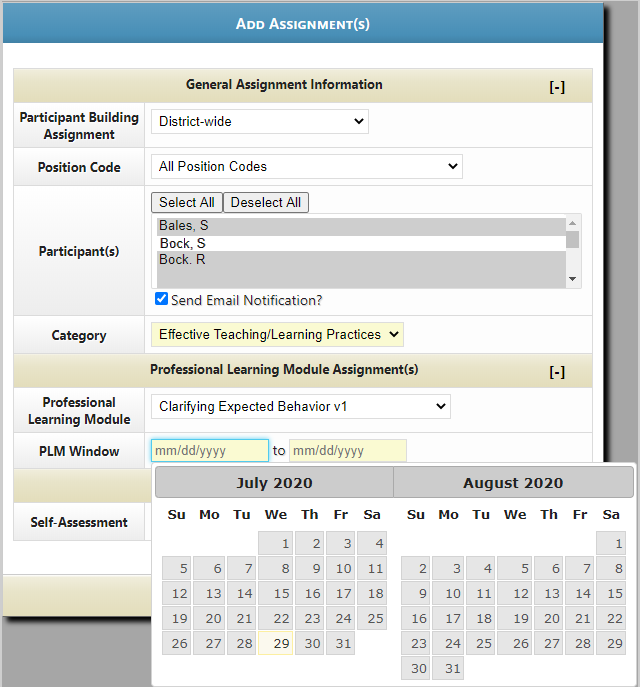 Add Assignment(s)
General Assignment Information [-]
Participant Building Assignment District-wide
Position Code All Position Codes
Select All Deselect All
Participant(s)
Bales, S
Bock, S
Bock. R
Send Email Notification?
Category Effective Teaching/Learning Practices
Professional Learning Module Assignment(s) [-]
Professional Learning Module Clarifying Expected Behavior v1
PLM Window mm/dd/yyyy to mm/dd/yyyy
Self-Assessment
July 2020
Su Mo Tu We Th Fr Sa
1 2 3 4
5 6 7 8 9 10 11
12 13 14 15 16 17 18
19 20 21 22 23 24 25
26 27 28 29 30 31
August 2020
Su Mo Tu We Th Fr Sa
1
2 3 4 5 6 7 8
9 10 11 12 13 14 15
16 17 18 19 20 21 22
23 24 25 26 27 28 29
30 31